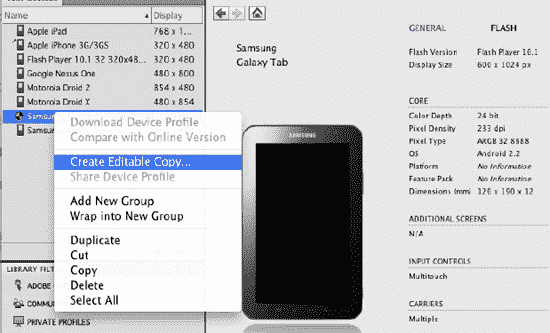 Name Display
Apple iPad 768 x 1...
Apple iPhone 3G/3GS 320 x 480
Flash Player 10.1 32 320x48... 320 x 480
Google Nexus One 480 x 800
Motorola Droid 2 854 x 480
Motorola Droid X 480 x 854
Samsu
Samsu
Download Device Profile
Compare with Online Version
Create Editable Copy...
Share Device Profile
Add New Group
Wrap into New Group
Duplicate
Cut
Copy
Delete
Select All
LIBRARY FILT
ADOBE
COMMU
PRIVATE PROFILES
Samsung
Galaxy Tab
SAMSUNG
GENERAL FLASH
Flash Version Flash Player 10.1
Display Size 600 x 1024 px
CORE
Color Depth 24 bit
Pixel Density 233 dpi
Pixel Type ARGB 32 8888
OS Android 2.2
Platform No Information
Feature Pack No Information
Dimensions (mm) 120 x 190 x 12
ADDITIONAL SCREENS
N/A
INPUT CONTROLS
Multitouch
CARRIERS
Multiple